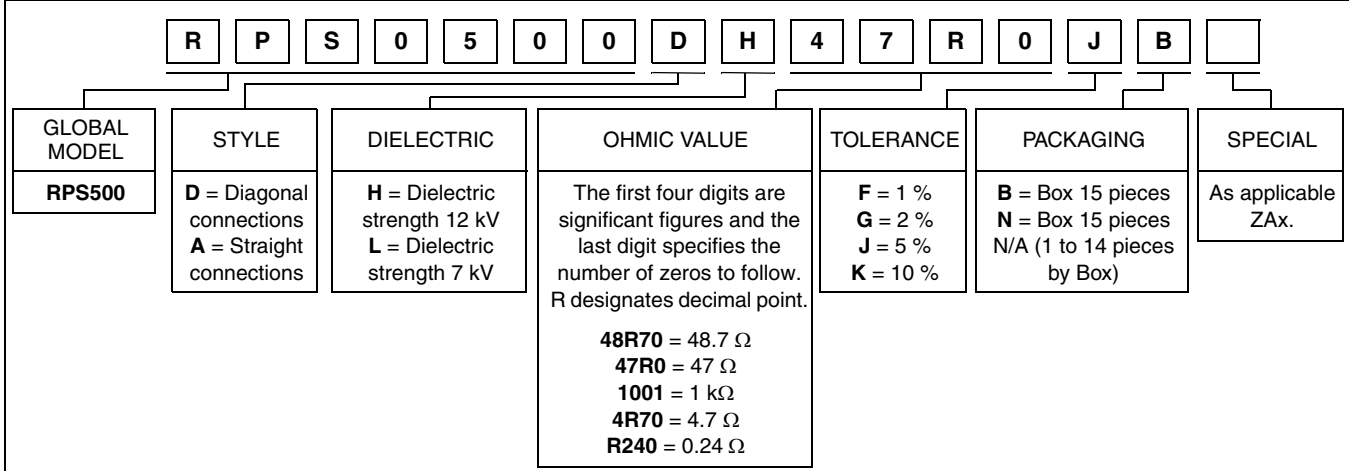 R P S 0 5 0 0 D H 4 7 R 0 J B
GLOBAL
MODEL
RPS500
STYLE
D = Diagonal
connections
A = Straight
connections
DIELECTRIC
H = Dielectric
strength 12 kV
L = Dielectric
strength 7 kV
OHMIC VALUE
The first four digits are
significant figures and the
last digit specifies the
number of zeros to follow.
R designates decimal point.
48R70 = 48.7 Ω
47R0 = 47 Ω
1001 = 1 kΩ
4R70 = 4.7 Ω
R240 = 0.24 Ω
TOLERANCE
F = 1 %
G = 2 %
J = 5 %
K = 10 %
PACKAGING
B = Box 15 pieces
N = Box 15 pieces
N/A (1 to 14 pieces
by Box)
SPECIAL
As applicable
ZAx.